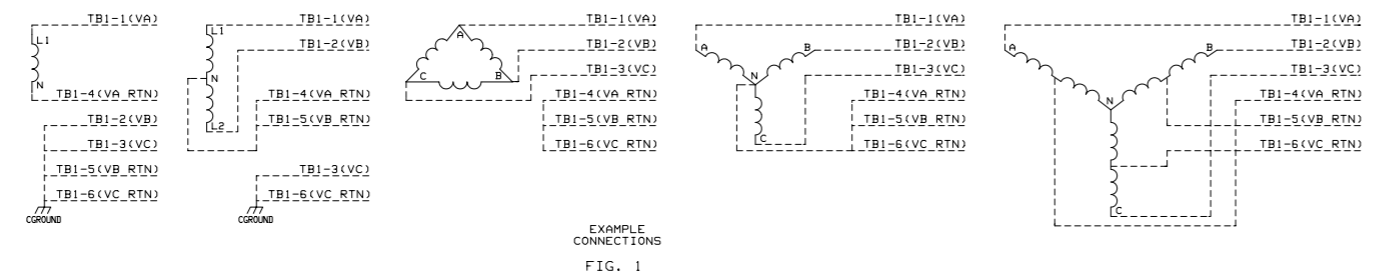 TB1-1(VA)
L1
N
TB1-4(VA_RTN)
TB1-2(VB)
TB1-3(VC)
TB1-5(VB_RTN)
TB1-6(VC_RTN)
CGROUND
TB1-1(VA)
L1
TB1-2(VB)
N
TB1-4(VA_RTN)
L2
TB1-5(VB_RTN)
TB1-3(VC)
TB1-6(VC_RTN)
CGROUND
TB1-1(VA)
A
TB1-2(VB)
C
B
TB1-3(VC)
TB1-4(VA_RTN)
TB1-5(VB_RTN)
TB1-6(VC_RTN)
TB1-1(VA)
A
B
TB1-2(VB)
N
TB1-3(VC)
TB1-4(VA_RTN)
TB1-5(VB_RTN)
C
TB1-6(VC_RTN)
TB1-1(VA)
A
B
TB1-2(VB)
TB1-3(VC)
N
TB1-4(VA_RTN)
TB1-5(VB_RTN)
TB1-6(VC_RTN)
C
EXAMPLE
CONNECTIONS
FIG. 1